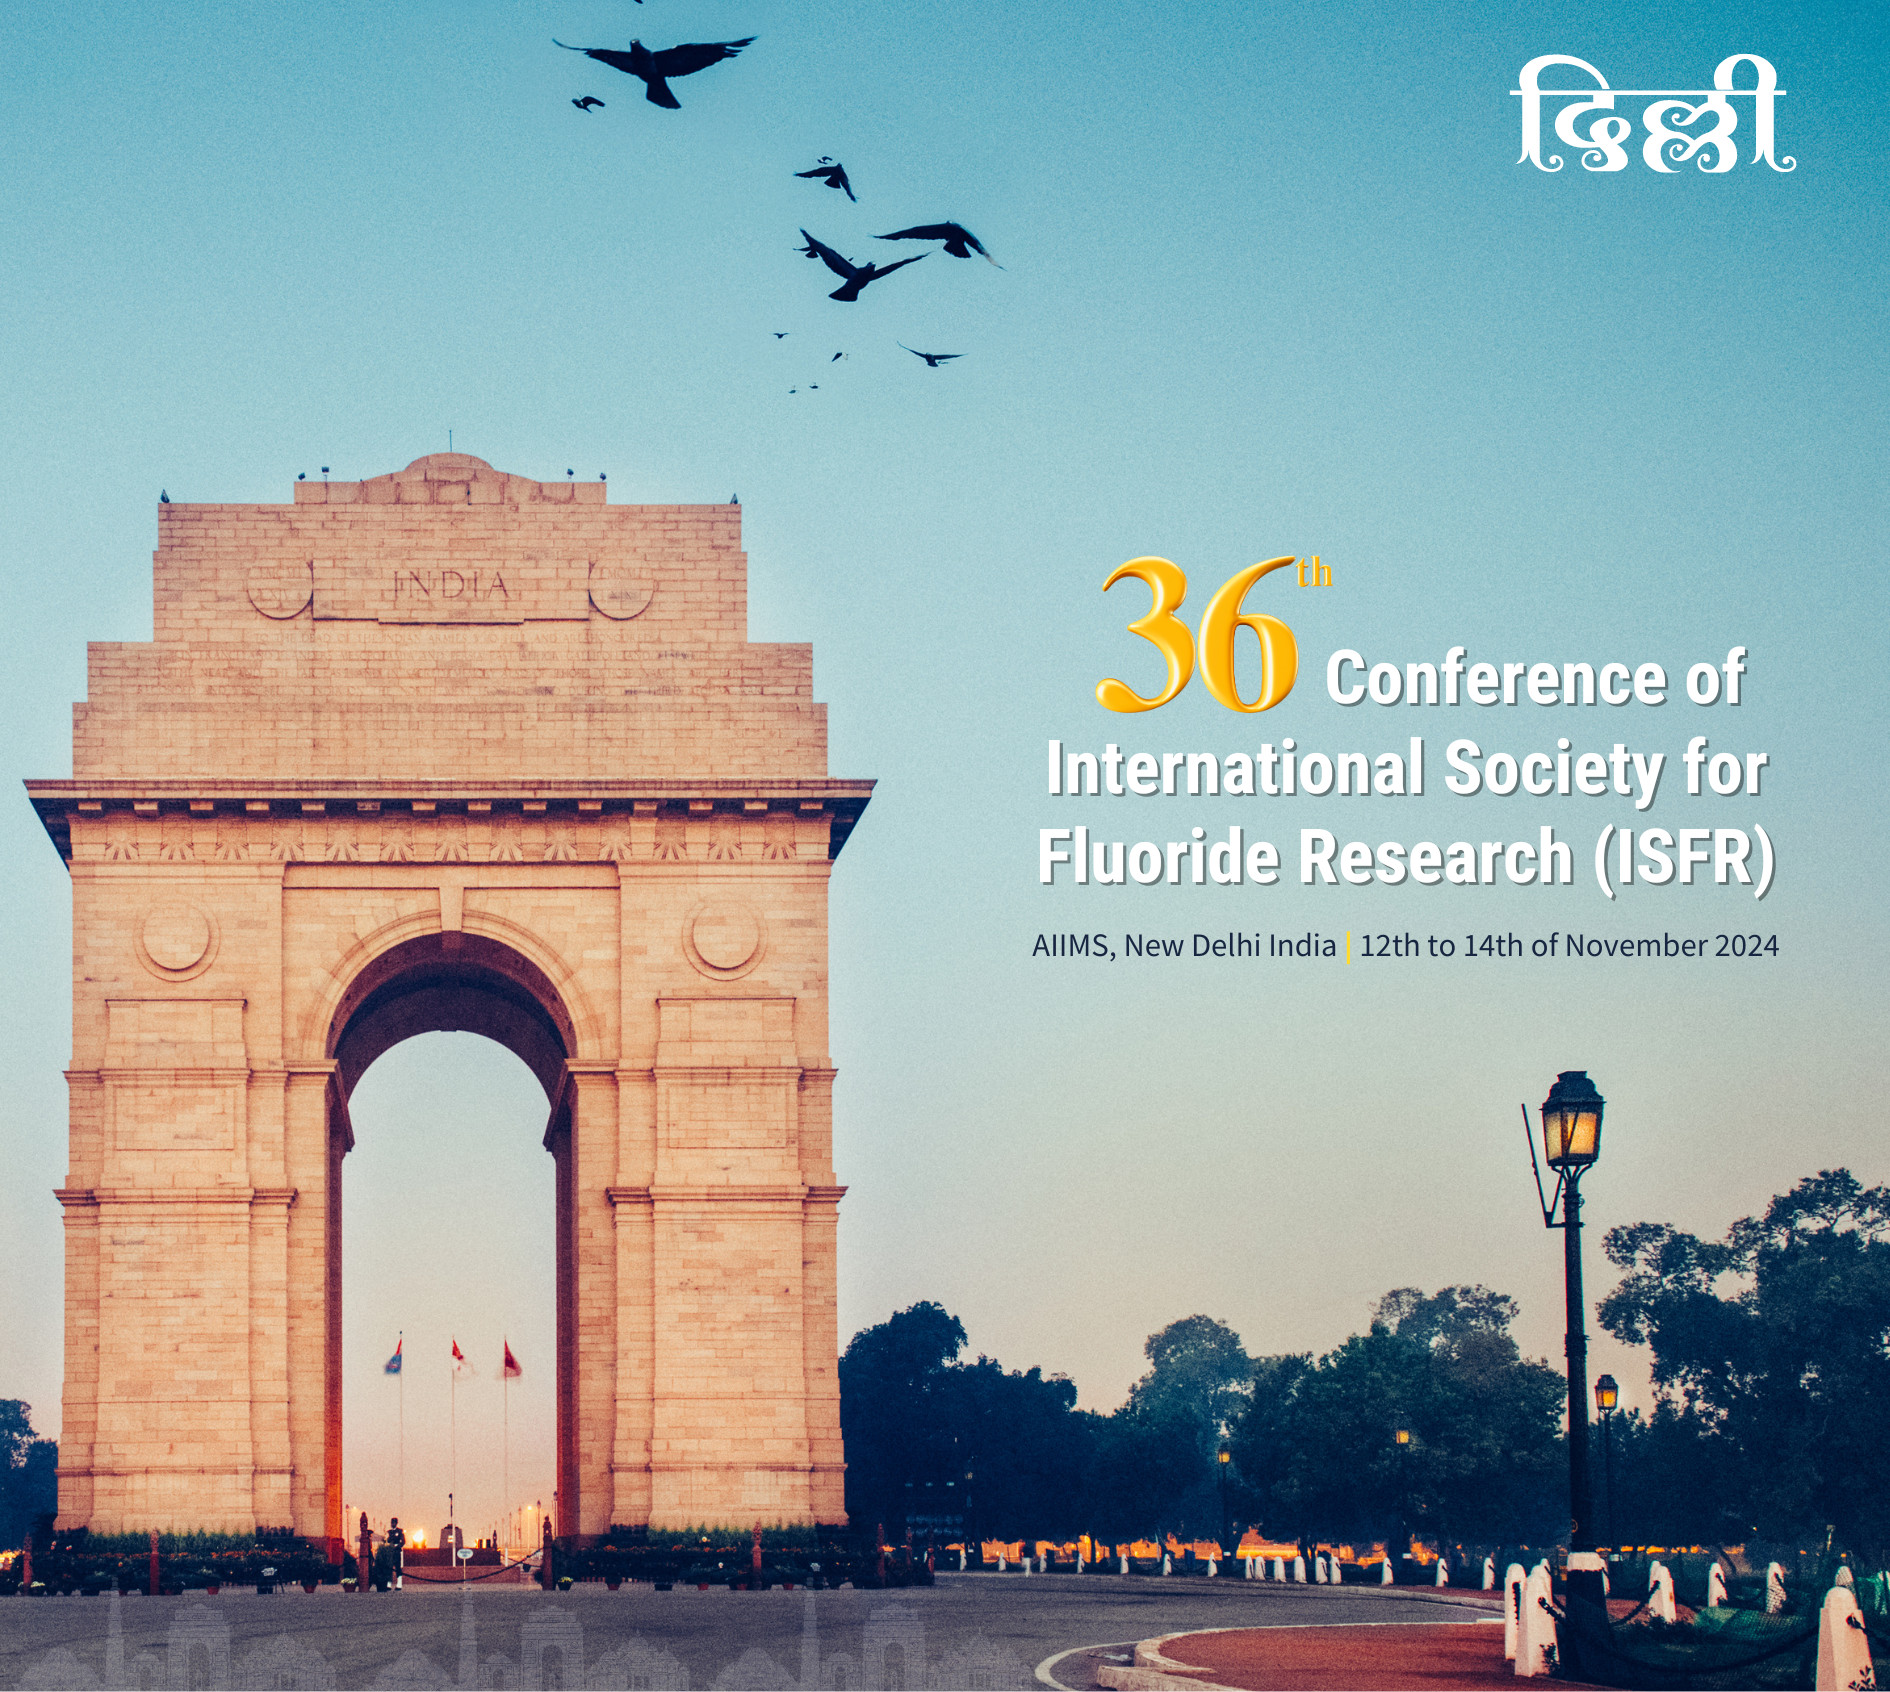 दिल्ली
INDIA
36th Conference of
International Society for
Fluoride Research (ISFR)
AIIMS, New Delhi India | 12th to 14th of November 2024